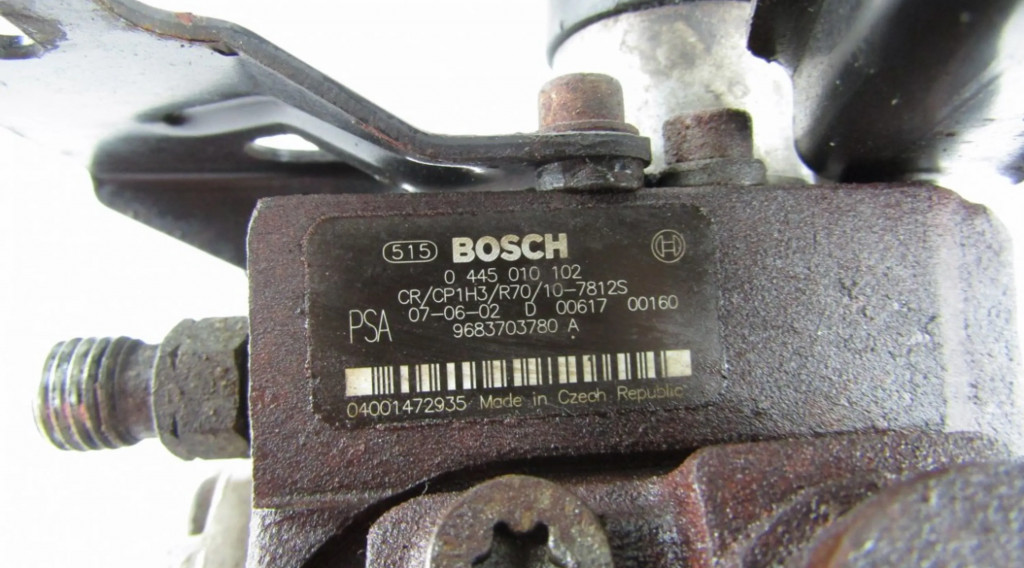 515 BOSCH
0 445 010 102
CR/CP1H3/R70/10-7812S
07-06-02 D 00617 00160
PSA 9683703780 A
04001472935 Made in Czech Republic